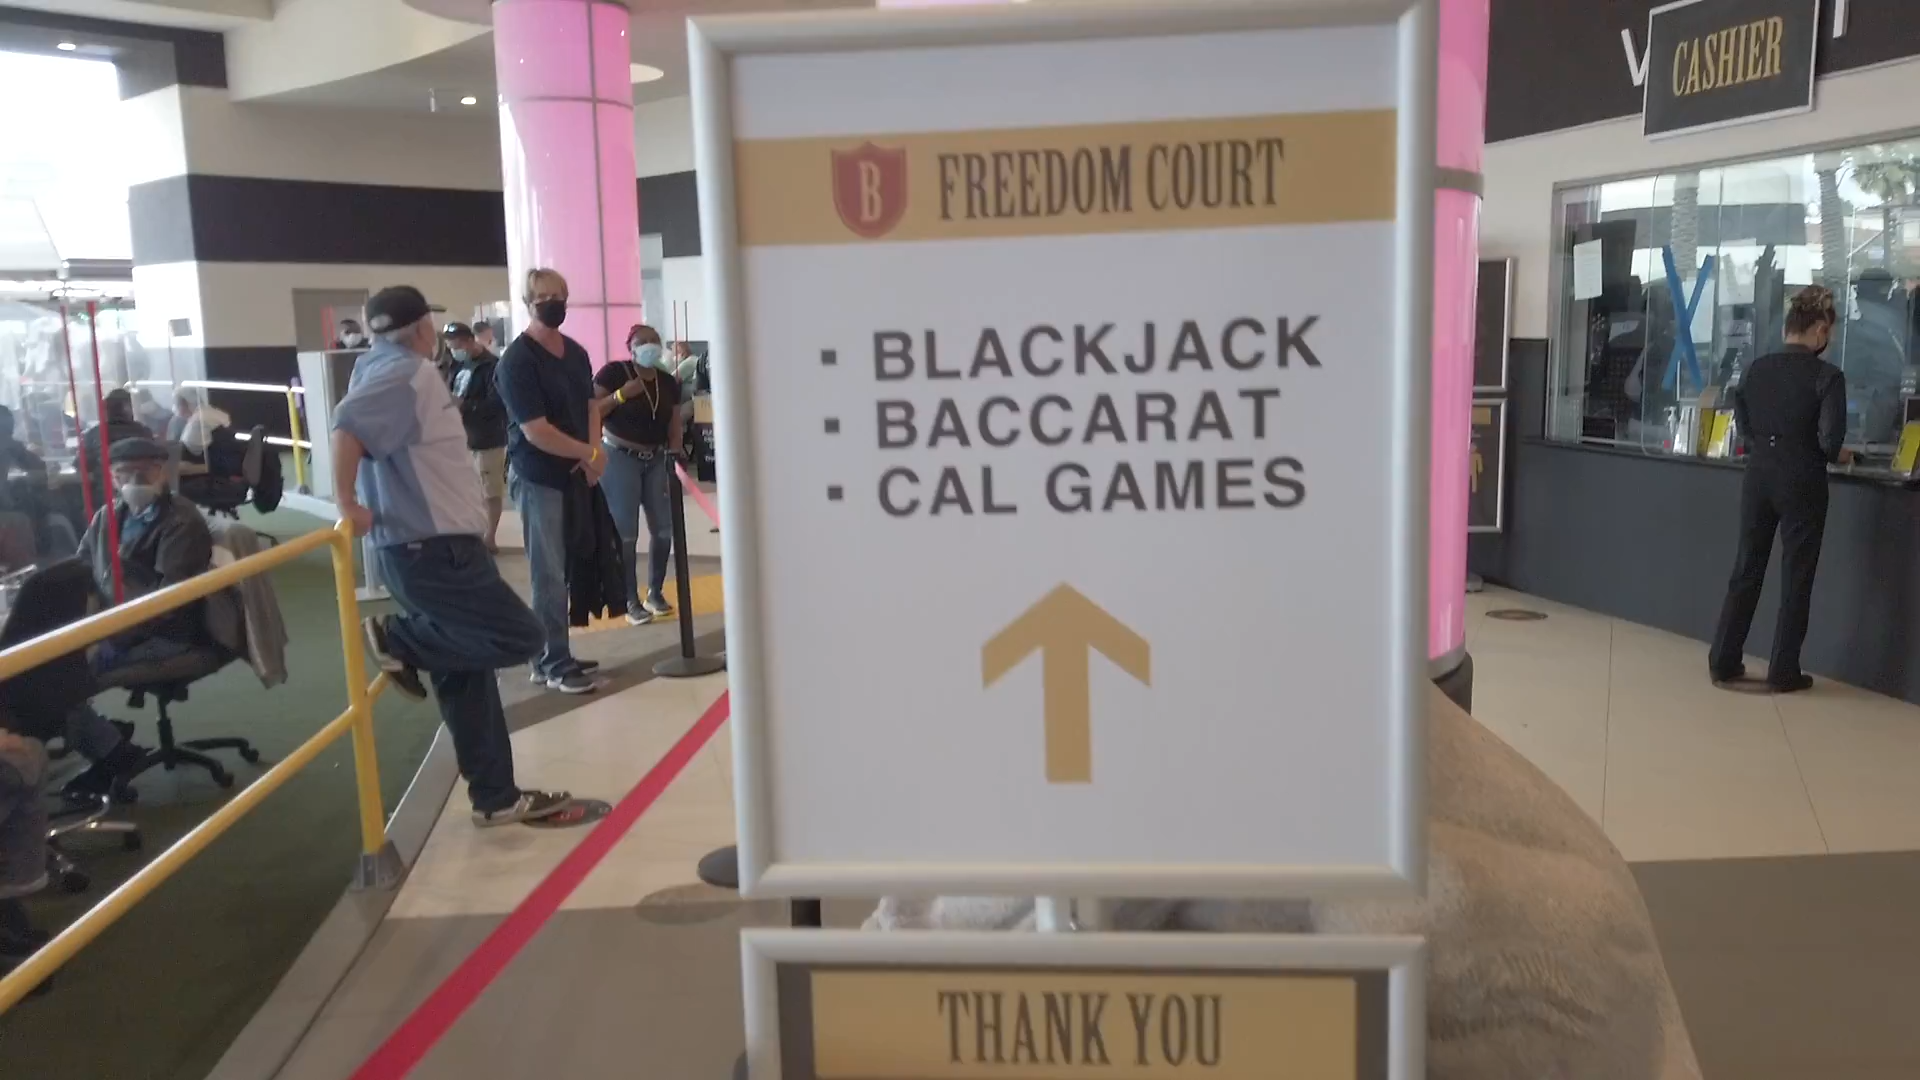 CASHIER
B FREEDOM COURT
▪ BLACKJACK
▪ BACCARAT
▪ CAL GAMES
THANK YOU